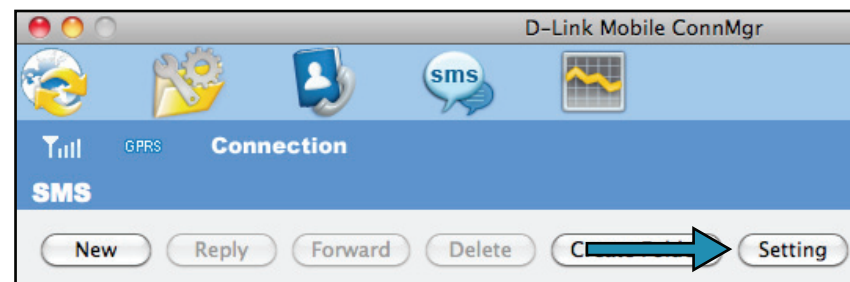 D-Link Mobile ConnMgr
sms
GPRS Connection
SMS
New Reply Forward Delete Setting